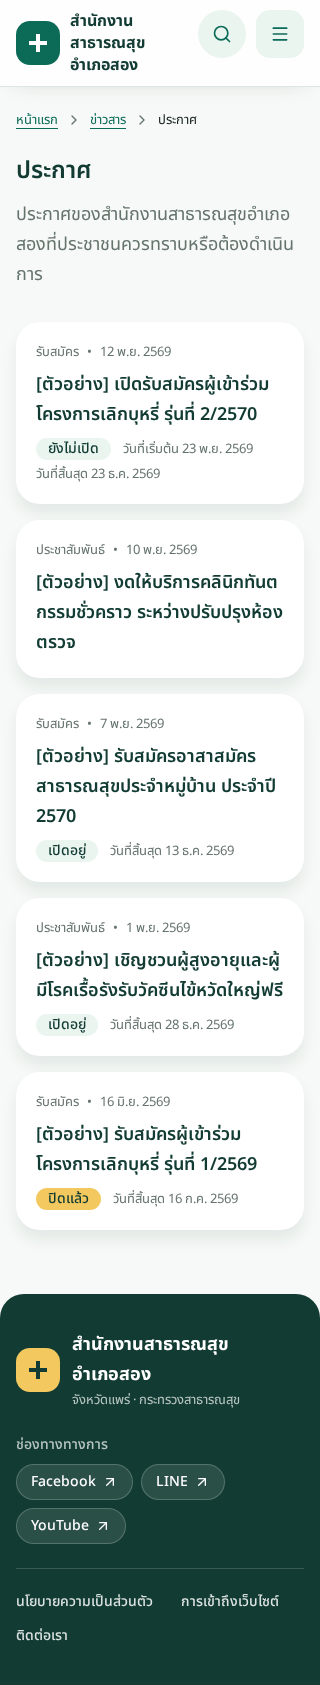 สำนักงาน
สาธารณสุข
อำเภอสอง
หน้าแรก > ข่าวสาร > ประกาศ
ประกาศ
ประกาศของสำนักงานสาธารณสุขอำเภอ
สองที่ประชาชนควรทราบหรือต้องดำเนิน
การ
รับสมัคร • 12 พ.ย. 2569
[ตัวอย่าง] เปิดรับสมัครผู้เข้าร่วม
โครงการเลิกบุหรี่ รุ่นที่ 2/2570
ยังไม่เปิด วันที่เริ่มต้น 23 พ.ย. 2569
วันที่สิ้นสุด 23 ธ.ค. 2569
ประชาสัมพันธ์ • 10 พ.ย. 2569
[ตัวอย่าง] งดให้บริการคลินิกทันต
กรรมชั่วคราว ระหว่างปรับปรุงห้อง
ตรวจ
รับสมัคร • 7 พ.ย. 2569
[ตัวอย่าง] รับสมัครอาสาสมัคร
สาธารณสุขประจำหมู่บ้าน ประจำปี
2570
เปิดอยู่ วันที่สิ้นสุด 13 ธ.ค. 2569
ประชาสัมพันธ์ • 1 พ.ย. 2569
[ตัวอย่าง] เชิญชวนผู้สูงอายุและผู้
มีโรคเรื้อรังรับวัคซีนไข้หวัดใหญ่ฟรี
เปิดอยู่ วันที่สิ้นสุด 28 ธ.ค. 2569
รับสมัคร • 16 มิ.ย. 2569
[ตัวอย่าง] รับสมัครผู้เข้าร่วม
โครงการเลิกบุหรี่ รุ่นที่ 1/2569
ปิดแล้ว วันที่สิ้นสุด 16 ก.ค. 2569
สำนักงานสาธารณสุข
อำเภอสอง
จังหวัดแพร่ · กระทรวงสาธารณสุข
ช่องทางทางการ
Facebook LINE
YouTube
นโยบายความเป็นส่วนตัว การเข้าถึงเว็บไซต์
ติดต่อเรา